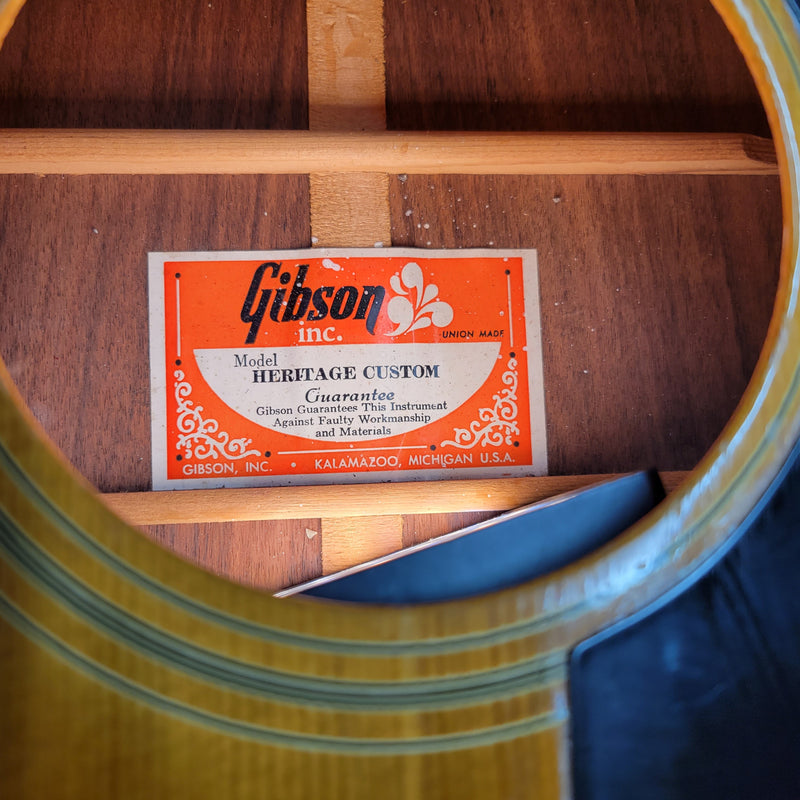 Gibson
inc.
UNION MADE
Model
HERITAGE CUSTOM
Guarantee
Gibson Guarantees This Instrument
Against Faulty Workmanship
and Materials
GIBSON, INC. KALAMAZOO, MICHIGAN U.S.A.